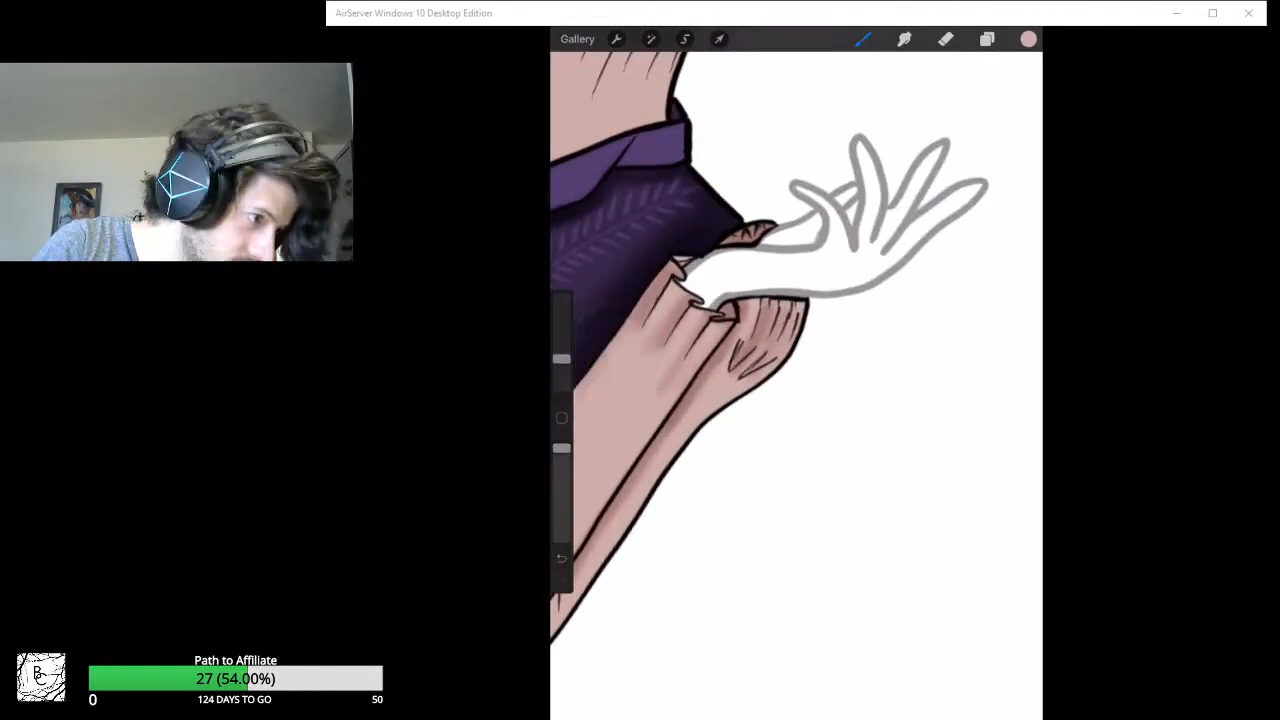 AirServer Windows 10 Desktop Edition
Gallery
Path to Affiliate
27 (54.00%)
0
124 DAYS TO GO
50